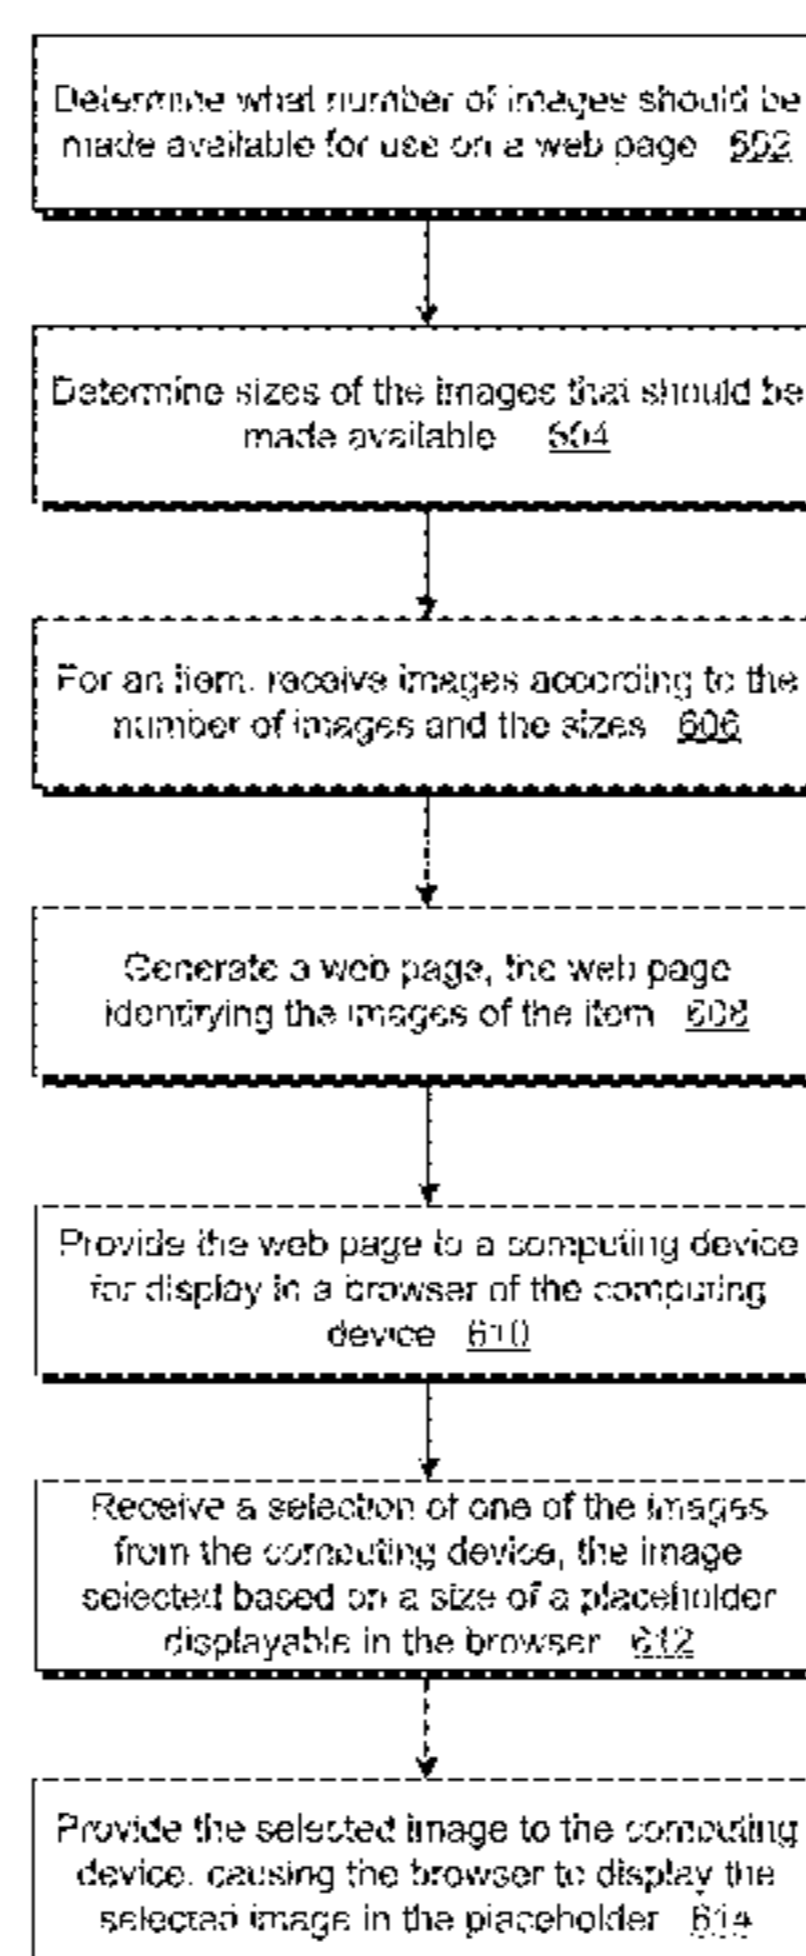 Determine what number of images should be
made available for use on a web page 602
Determine sizes of the images that should be
made available 604
For an item, receive images according to the
number of images and the sizes 606
Generate a web page, the web page
identifying the images of the item 608
Provide the web page to a computing device
for display in a browser of the computing
device 610
Receive a selection of one of the images
from the computing device, the image
selected based on a size of a placeholder
displayable in the browser 612
Provide the selected image to the computing
device, causing the browser to display the
selected image in the placeholder 614